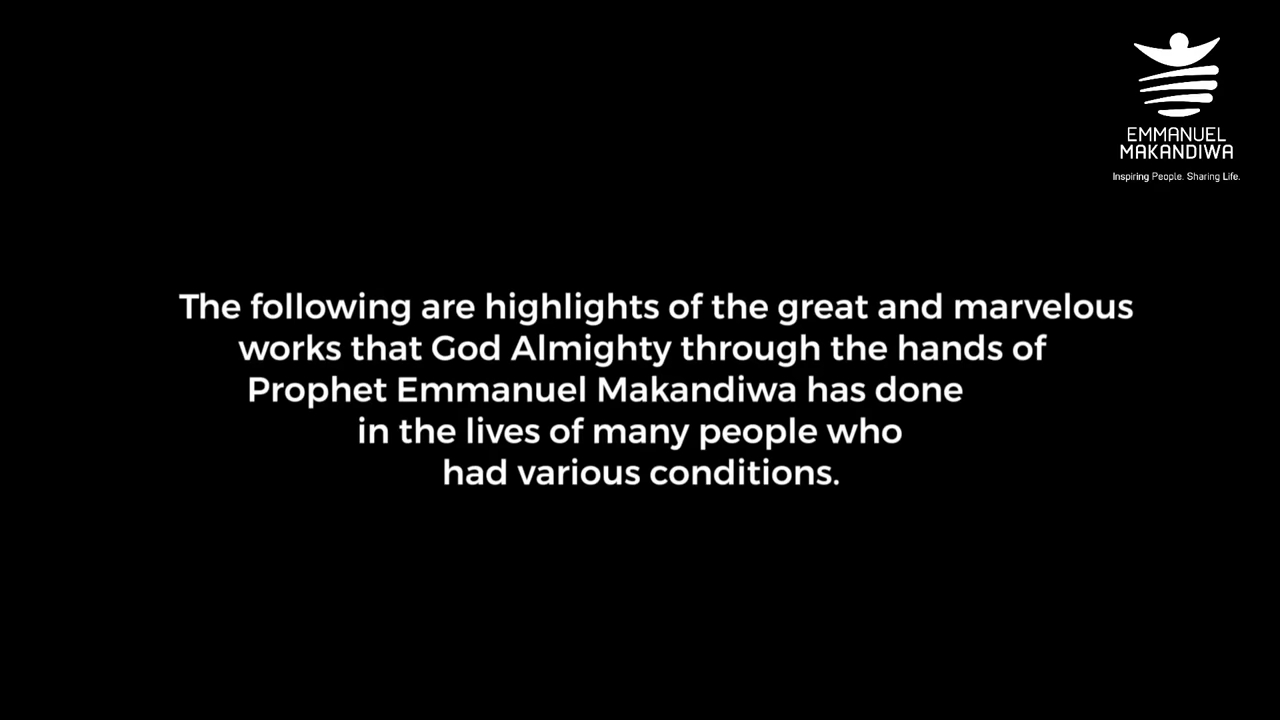 EMMANUEL
MAKANDIWA
Inspiring People. Sharing Life.
The following are highlights of the great and marvelous
works that God Almighty through the hands of
Prophet Emmanuel Makandiwa has done
in the lives of many people who
had various conditions.